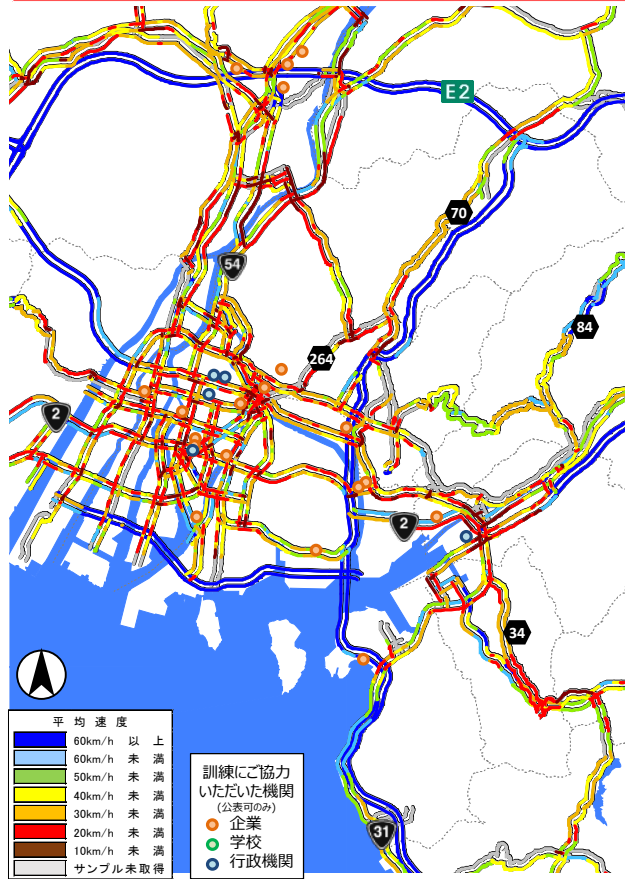 E2
70
54
84
264
2
2
34
31
平均速度
60km/h 以上
60km/h 未満
50km/h 未満
40km/h 未満
30km/h 未満
20km/h 未満
10km/h 未満
サンプル未取得
訓練にご協力
いただいた機関
(公表可のみ)
企業
学校
行政機関